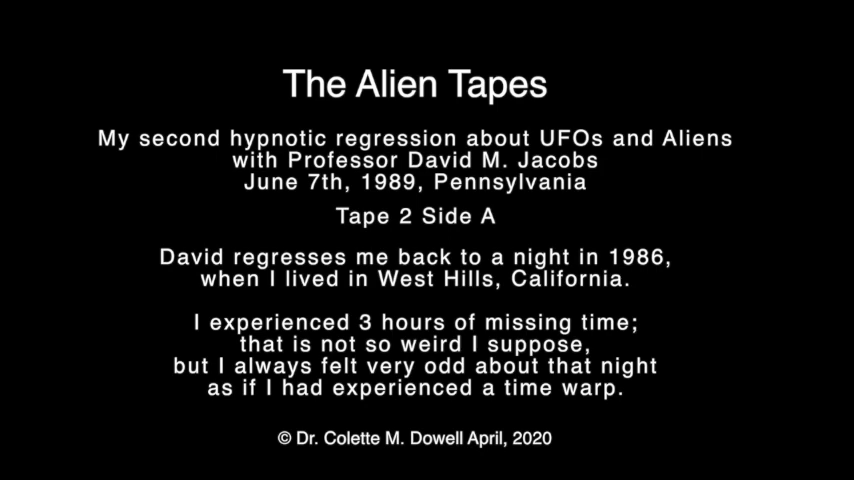 The Alien Tapes
My second hypnotic regression about UFOs and Aliens
with Professor David M. Jacobs
June 7th, 1989, Pennsylvania
Tape 2 Side A
David regresses me back to a night in 1986,
when I lived in West Hills, California.
I experienced 3 hours of missing time;
that is not so weird I suppose,
but I always felt very odd about that night
as if I had experienced a time warp.
© Dr. Colette M. Dowell April, 2020